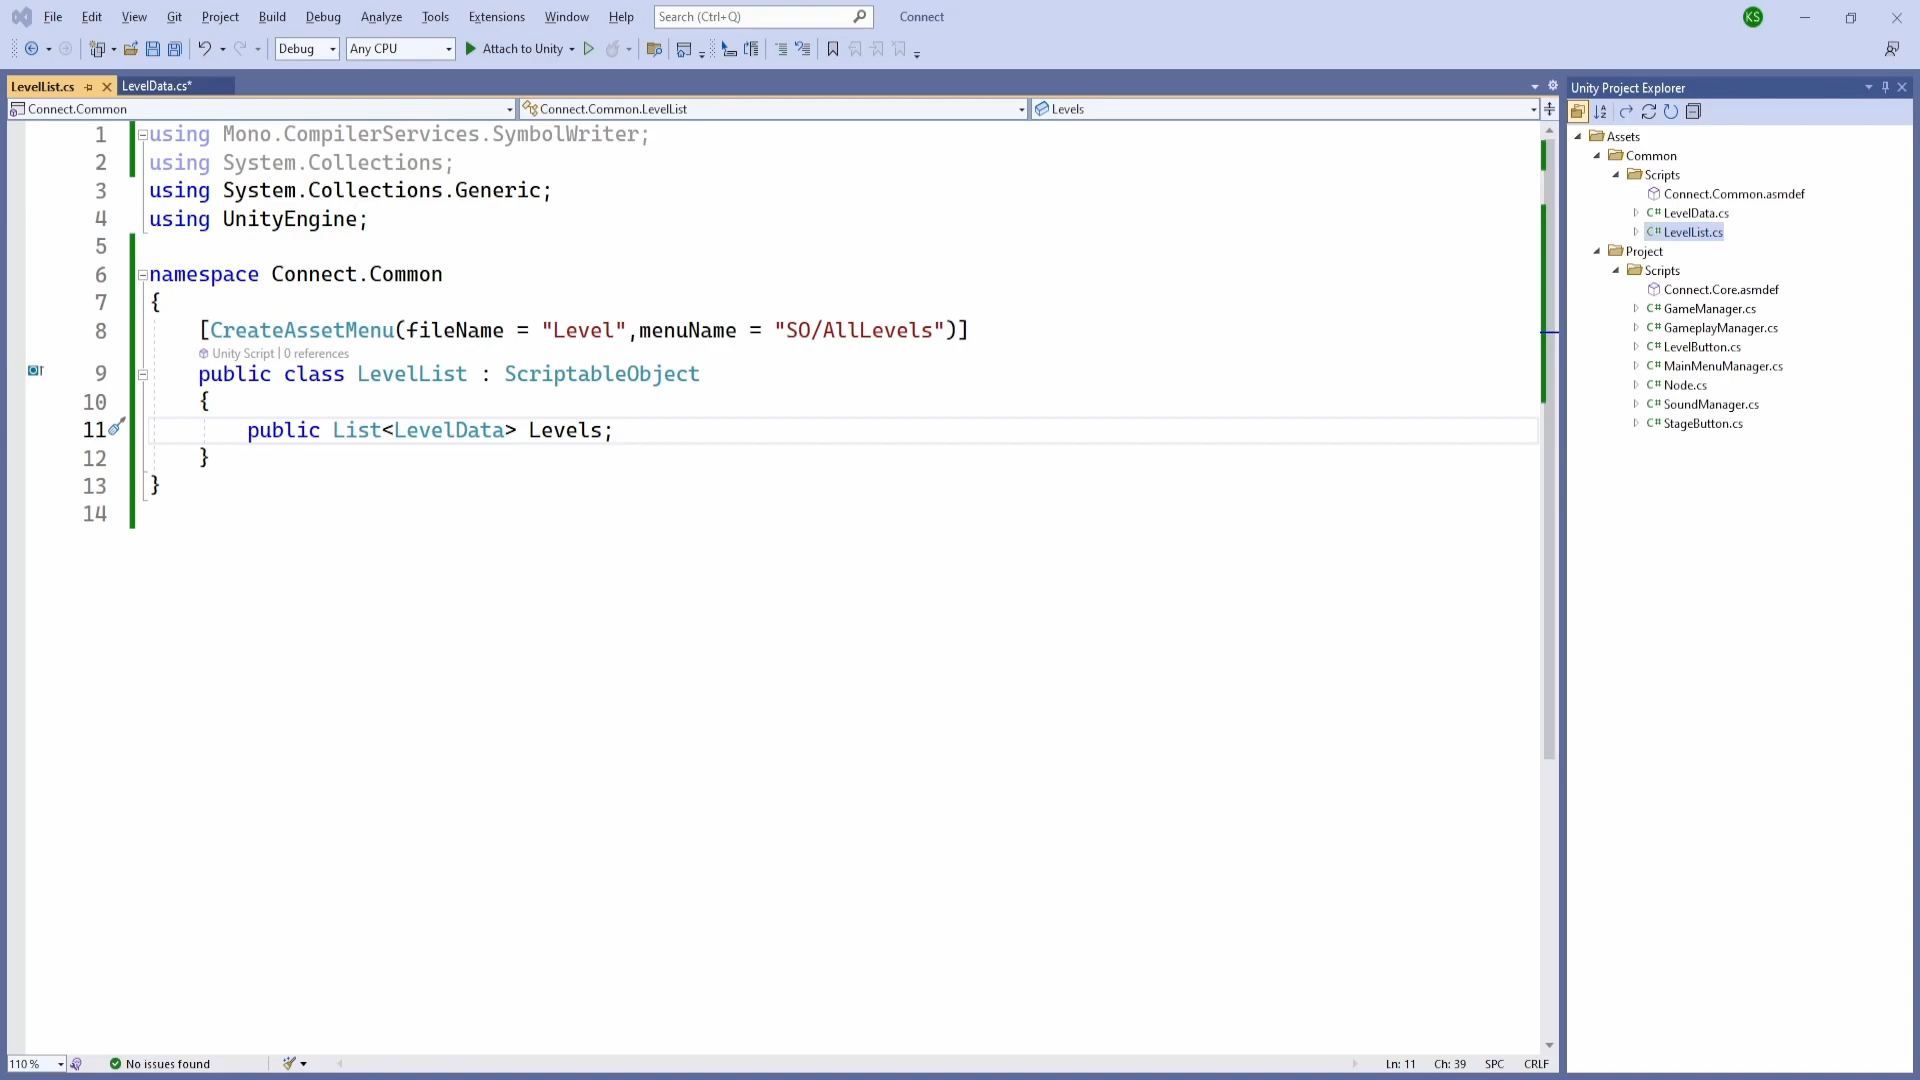 File Edit View Git Project Build Debug Analyze Tools Extensions Window Help Search (Ctrl+Q) Connect KS
Debug Any CPU Attach to Unity
LevelList.cs LevelData.cs* Unity Project Explorer
Connect.Common Connect.Common.LevelList Levels
1 using Mono.CompilerServices.SymbolWriter;
2 using System.Collections;
3 using System.Collections.Generic;
4 using UnityEngine;
5
6 namespace Connect.Common
7 {
8 [CreateAssetMenu(fileName = "Level",menuName = "SO/AllLevels")]
Unity Script | 0 references
9 public class LevelList : ScriptableObject
10 {
11 public List<LevelData> Levels;
12 }
13 }
14
Assets
Common
Scripts
Connect.Common.asmdef
C# LevelData.cs
C# LevelList.cs
Project
Scripts
Connect.Core.asmdef
C# GameManager.cs
C# GameplayManager.cs
C# LevelButton.cs
C# MainMenuManager.cs
C# Node.cs
C# SoundManager.cs
C# StageButton.cs
110 % No issues found Ln: 11 Ch: 39 SPC CRLF